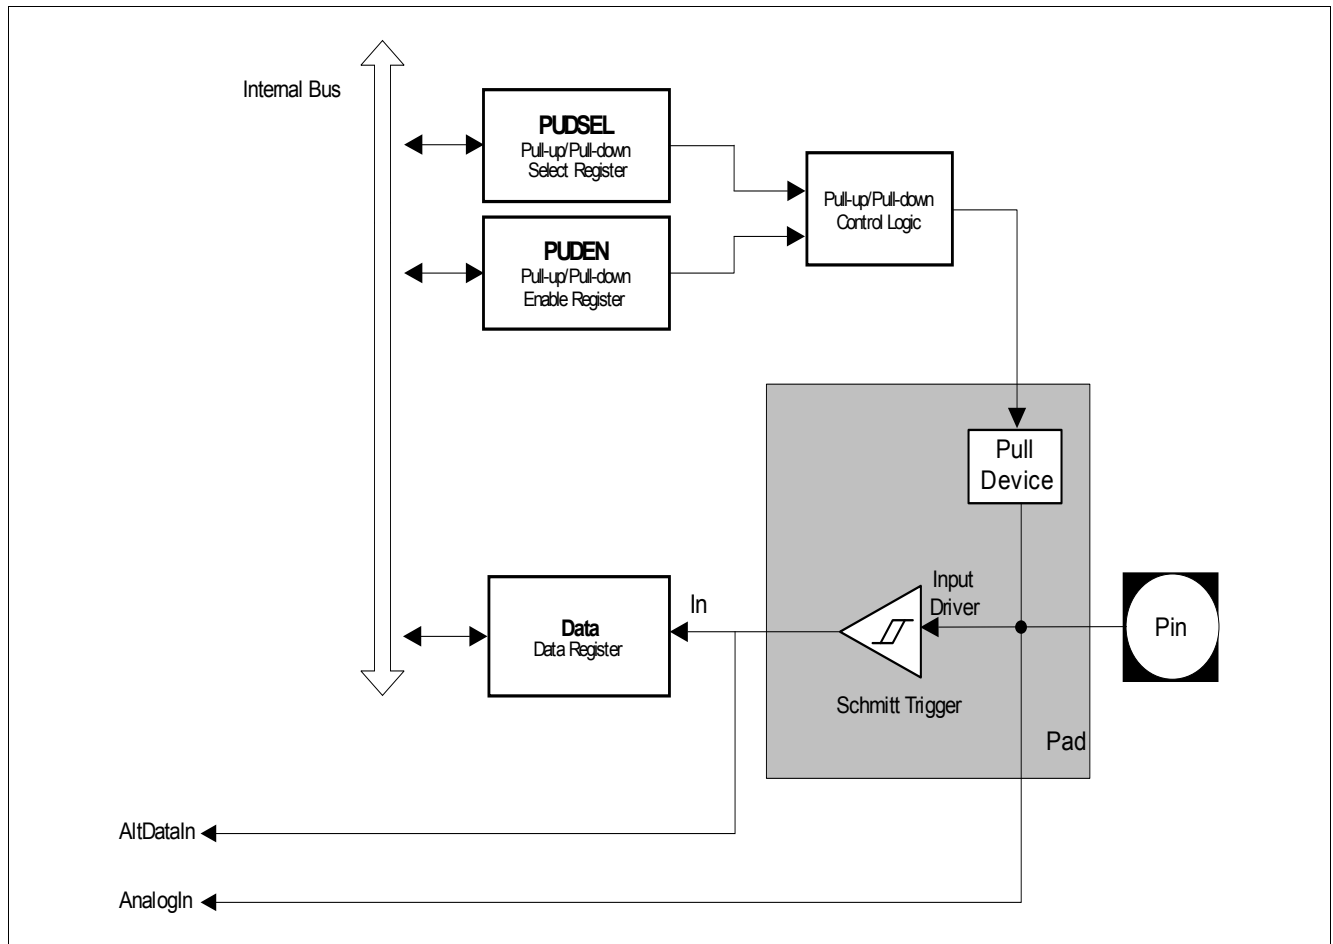 Internal Bus
PUDSEL
Pull-up/Pull-down
Select Register
PUDEN
Pull-up/Pull-down
Enable Register
Pull-up/Pull-down
Control Logic
Pull
Device
Input
Driver
In
Data
Data Register
Pin
Schmitt Trigger
Pad
AltDataIn
AnalogIn